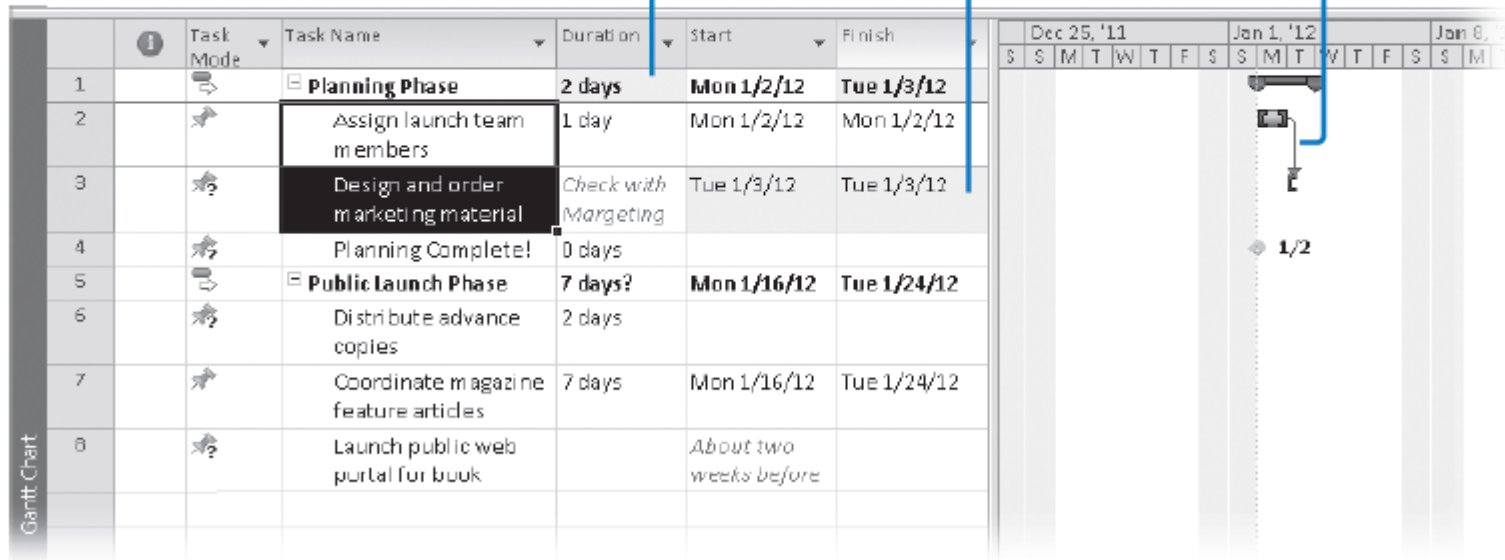 Task Mode Task Name Duration Start Finish Dec 25, '11 Jan 1, '12 Jan 8,
S S M T W T F S S M T W T F S S M
1 Planning Phase 2 days Mon 1/2/12 Tue 1/3/12
2 Assign launch team members 1 day Mon 1/2/12 Mon 1/2/12
3 Design and order marketing material Check with Margeting Tue 1/3/12 Tue 1/3/12
4 Planning Complete! 0 days 1/2
5 Public Launch Phase 7 days? Mon 1/16/12 Tue 1/24/12
6 Distribute advance copies 2 days
7 Coordinate magazine feature articles 7 days Mon 1/16/12 Tue 1/24/12
8 Launch public web portal for book About two weeks before
Gantt Chart